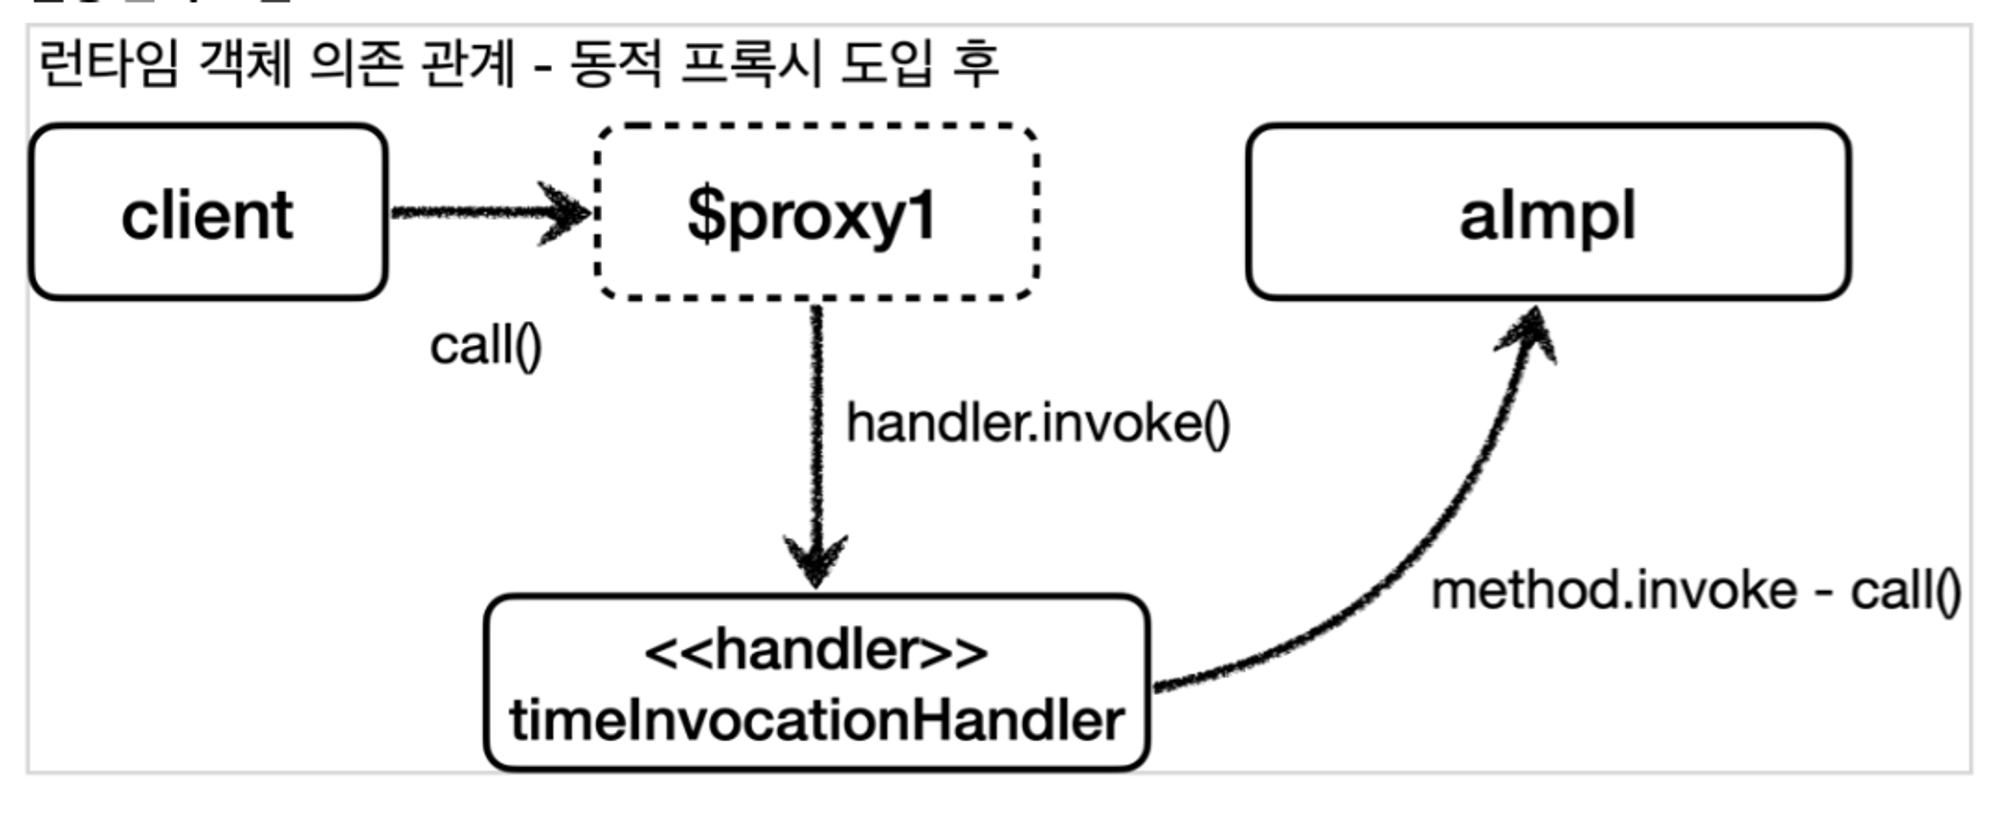 런타임 객체 의존 관계 - 동적 프록시 도입 후
client
$proxy1
aImpl
call()
handler.invoke()
method.invoke - call()
<<handler>>
timeInvocationHandler